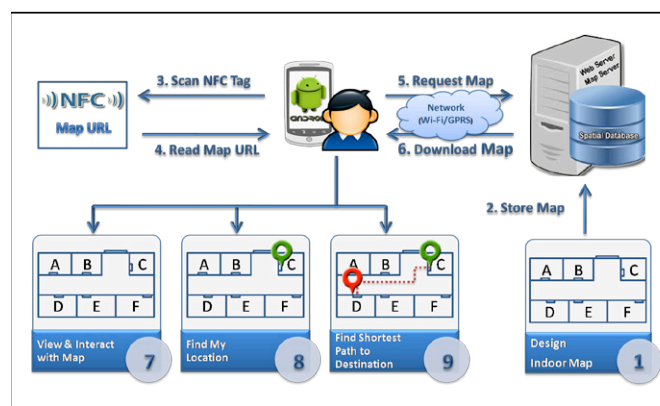 3. Scan NFC Tag
NFC
Map URL
4. Read Map URL
ANDROID
5. Request Map
Network
(Wi-Fi/GPRS)
6. Download Map
Web Server
Map Server
Spatial Database
2. Store Map
A B C
D E F
View & Interact
with Map
7
A B C
D E F
Find My
Location
8
A B C
D E F
Find Shortest
Path to
Destination
9
A B C
D E F
Design
Indoor Map
1